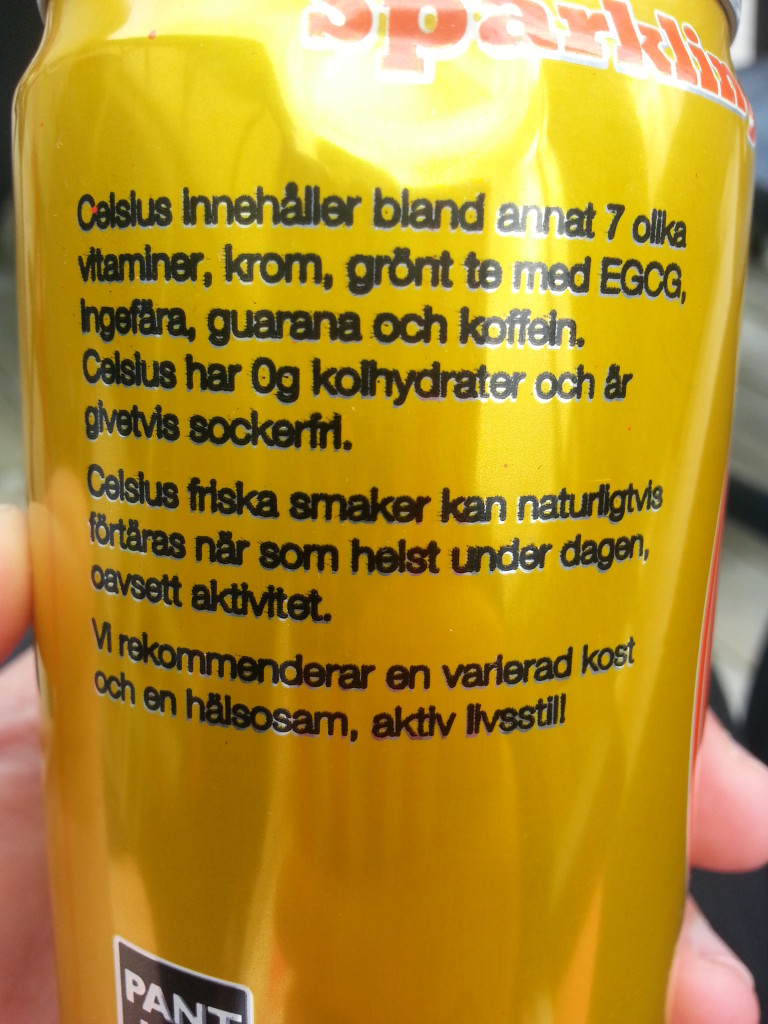 Sparkling
Celsius innehåller bland annat 7 olika
vitaminer, krom, grönt te med EGCG,
ingefära, guarana och koffein.
Celsius har 0g kolhydrater och är
givetvis sockerfri.
Celsius friska smaker kan naturligtvis
förtäras när som helst under dagen,
oavsett aktivitet.
Vi rekommenderar en varierad kost
och en hälsosam, aktiv livsstil!
PANT